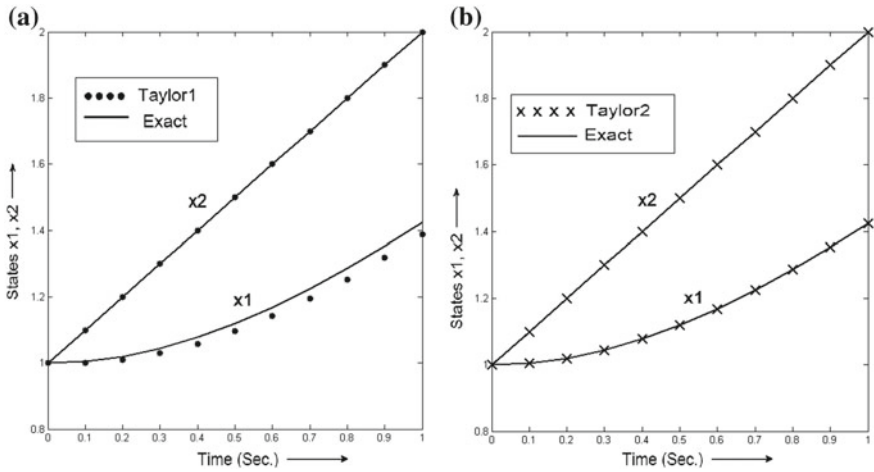 (a)
2
1.8
1.6
1.4
1.2
1
0.8
States x1, x2
Taylor1
Exact
x2
x1
0 0.1 0.2 0.3 0.4 0.5 0.6 0.7 0.8 0.9 1
Time (Sec.)
(b)
2
1.8
1.6
1.4
1.2
1
0.8
States x1, x2
Taylor2
Exact
x2
x1
0 0.1 0.2 0.3 0.4 0.5 0.6 0.7 0.8 0.9 1
Time (Sec.)